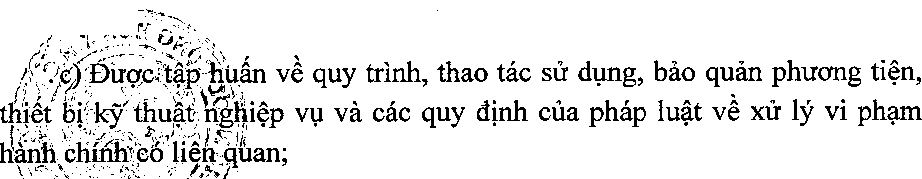 c) Được tập huấn về quy trình, thao tác sử dụng, bảo quản phương tiện,
thiết bị kỹ thuật nghiệp vụ và các quy định của pháp luật về xử lý vi phạm
hành chính có liên quan;